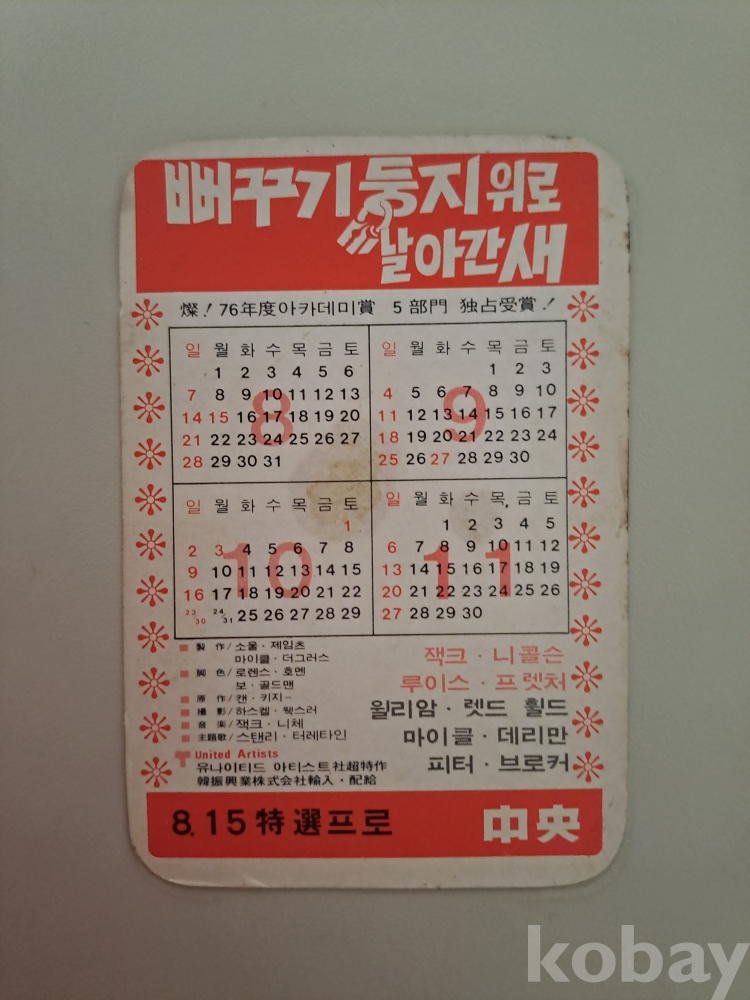 뻐꾸기 둥지 위로
날아간 새
燦! 76年度아카데미賞 5部門 独占受賞!
일 월 화 수 목 금 토
1 2 3 4 5 6
7 8 9 10 11 12 13
14 15 16 17 18 19 20
21 22 23 24 25 26 27
28 29 30 31
8
일 월 화 수 목 금 토
1 2 3
4 5 6 7 8 9 10
11 12 13 14 15 16 17
18 19 20 21 22 23 24
25 26 27 28 29 30
9
일 월 화 수 목 금 토
1
2 3 4 5 6 7 8
9 10 11 12 13 14 15
16 17 18 19 20 21 22
23/30 24/31 25 26 27 28 29
10
일 월 화 수 목 금 토
1 2 3 4 5
6 7 8 9 10 11 12
13 14 15 16 17 18 19
20 21 22 23 24 25 26
27 28 29 30
11
製作/소울·제임츠
마이클·더그러스
脚色/로렌스·호멘
보·골드맨
原作/캔·키지-
撮影/하스켈·웩스러
音楽/잭크·니체
主題歌/스탠리·터레타인
United Artists
유나이티드 아티스트社超特作
韓振興業株式会社輸入·配給
잭크·니콜슨
루이스·프렛처
윌리암·렛드 휠드
마이클·데리만
피터·브로커
8.15 特選프로
中央
kobay